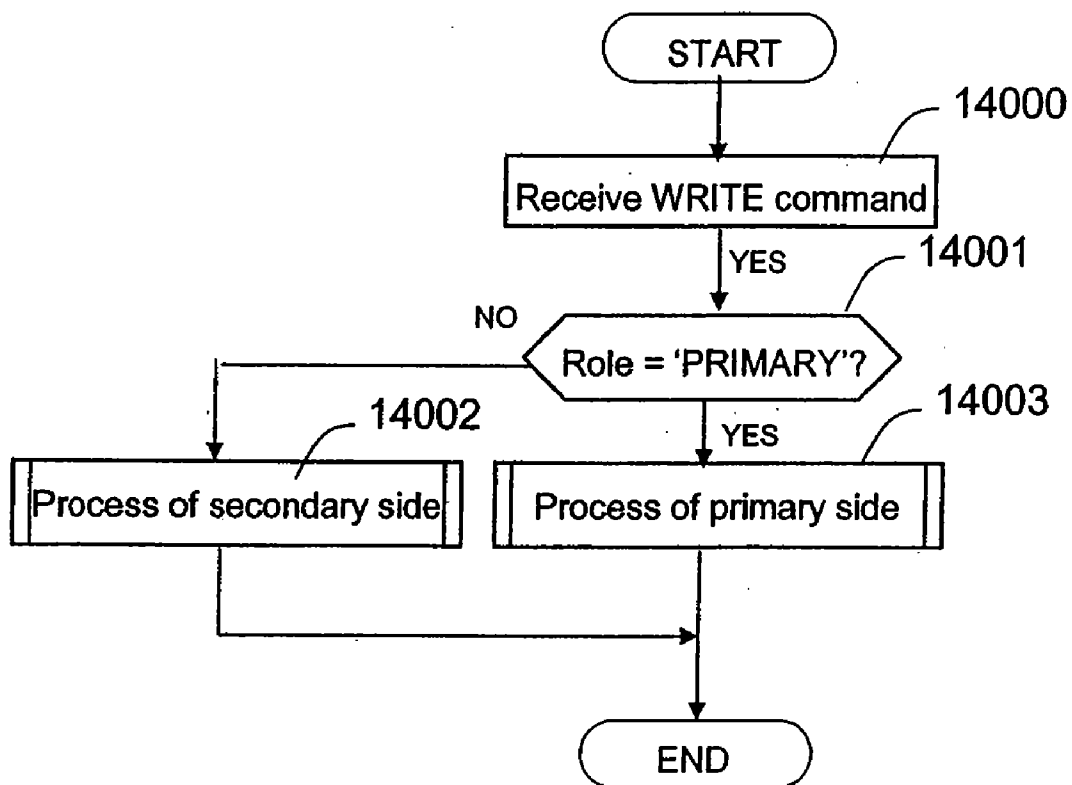 START
14000
Receive WRITE command
YES
14001
NO
Role = 'PRIMARY'?
14002
YES
14003
Process of secondary side
Process of primary side
END